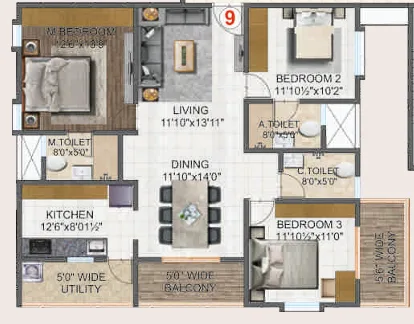 9
M.BEDROOM
12'6"x13'9"
BEDROOM 2
11'10½"x10'2"
LIVING
11'10"x13'11"
A.TOILET
8'0"x5'0"
M.TOILET
8'0"x5'0"
DINING
11'10"x14'0"
C.TOILET
8'0"x5'0"
KITCHEN
12'6"x8'01½"
BEDROOM 3
11'10½"x11'0"
5'0" WIDE
UTILITY
5'0" WIDE
BALCONY
5'6" WIDE
BALCONY